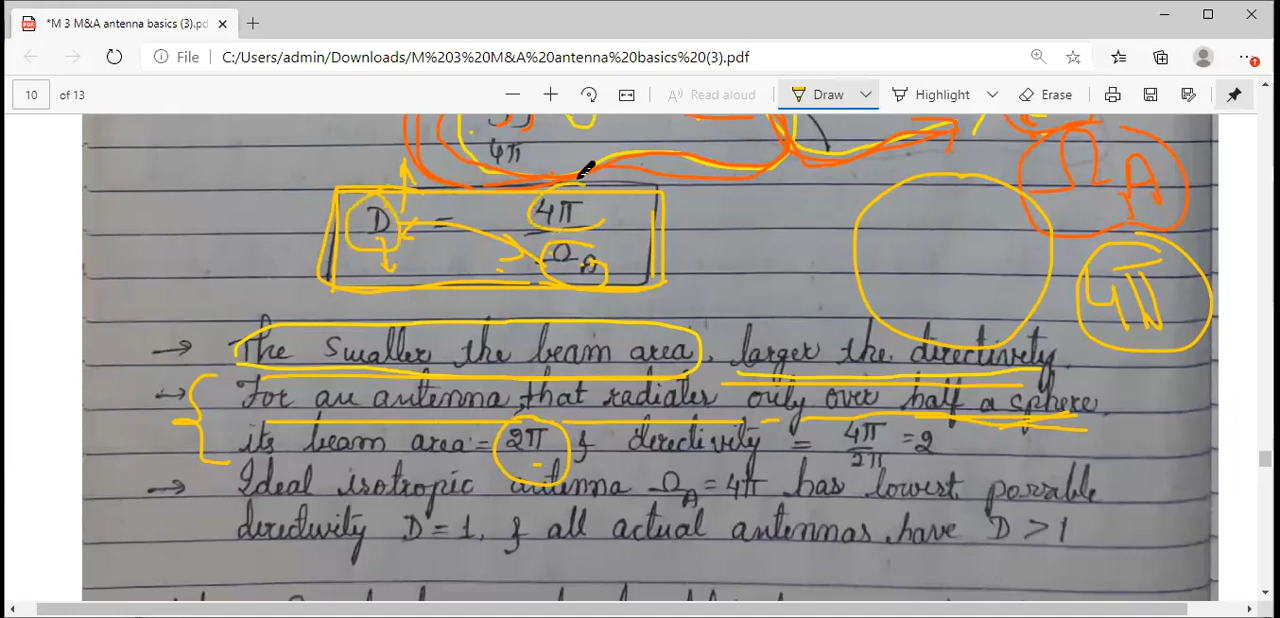 *M 3 M&A antenna basics (3).pd
File C:/Users/admin/Downloads/M%203%20M&A%20antenna%20basics%20(3).pdf
10 of 13 Read aloud Draw Highlight Erase
4π
Ω A
D = 4π / Ω_A
4π
→ The smaller the beam area, larger the directivity
→ For an antenna that radiates only over half a sphere
its beam area = 2π & directivity = 4π/2π = 2
→ Ideal isotropic antenna Ω_A = 4π has lowest possable
directivity D = 1, & all actual antennas have D > 1